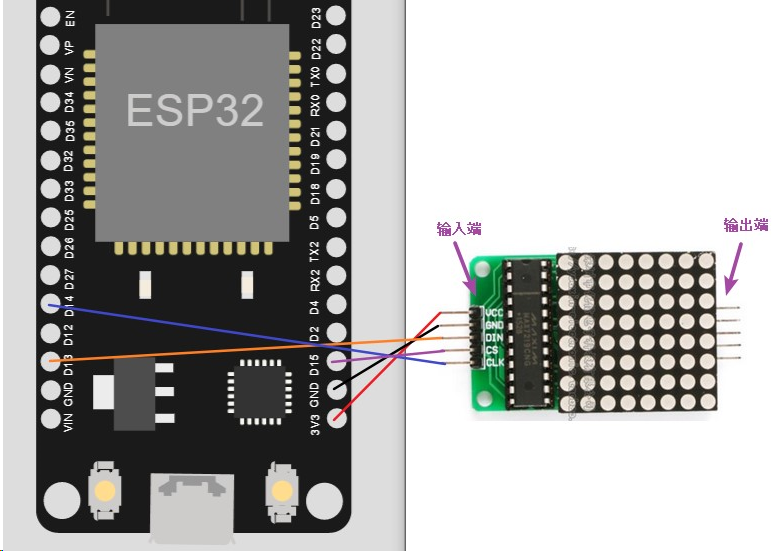 EN
VP
VN
D34
D35
D32
D33
D25
D26
D27
D14
D12
D13
GND
VIN
ESP32
D23
D22
TX0
RX0
D21
D19
D18
D5
TX2
RX2
D4
D2
D15
GND
3V3
输入端
输出端
VCC
GND
DIN
CS
CLK
MAXIM